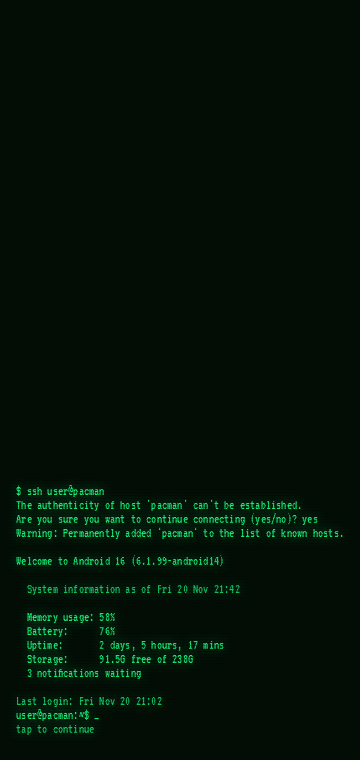 $ ssh user@pacman
The authenticity of host 'pacman' can't be established.
Are you sure you want to continue connecting (yes/no)? yes
Warning: Permanently added 'pacman' to the list of known hosts.
Welcome to Android 16 (6.1.99-android14)
System information as of Fri 20 Nov 21:42
Memory usage: 58%
Battery: 76%
Uptime: 2 days, 5 hours, 17 mins
Storage: 91.5G free of 238G
3 notifications waiting
Last login: Fri Nov 20 21:02
user@pacman:~$ _
tap to continue